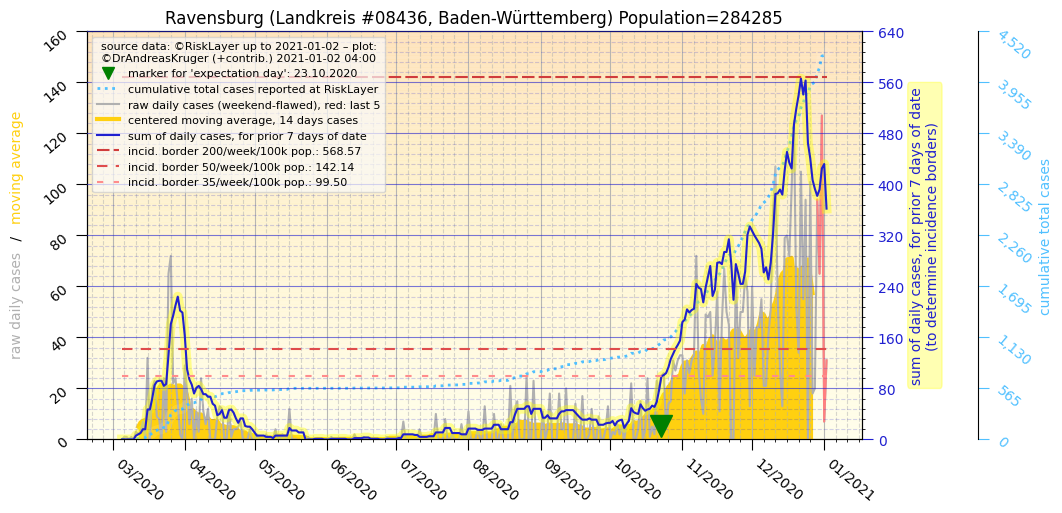 Ravensburg (Landkreis #08436, Baden-Württemberg) Population=284285
source data: ©RiskLayer up to 2021-01-02 – plot:
©DrAndreasKruger (+contrib.) 2021-01-02 04:00
marker for 'expectation day': 23.10.2020
cumulative total cases reported at RiskLayer
raw daily cases (weekend-flawed), red: last 5
centered moving average, 14 days cases
sum of daily cases, for prior 7 days of date
incid. border 200/week/100k pop.: 568.57
incid. border 50/week/100k pop.: 142.14
incid. border 35/week/100k pop.: 99.50
raw daily cases / moving average
160
140
120
100
80
60
40
20
0
03/2020
04/2020
05/2020
06/2020
07/2020
08/2020
09/2020
10/2020
11/2020
12/2020
01/2021
640
560
480
400
320
240
160
80
0
sum of daily cases, for prior 7 days of date
(to determine incidence borders)
4,520
3,955
3,390
2,825
2,260
1,695
1,130
565
0
cumulative total cases